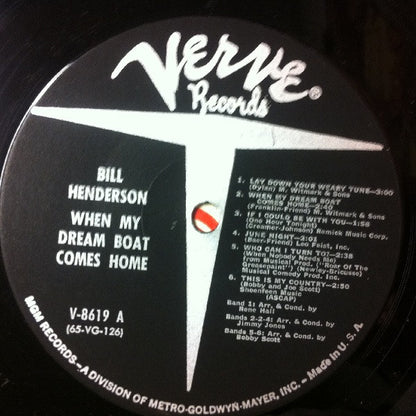 VERVE
Records®
BILL
HENDERSON
WHEN MY
DREAM BOAT
COMES HOME
V-8619 A
(65-VG-126)
1. LAY DOWN YOUR WEARY TUNE—3:00
(Dylan) M. Witmark & Sons
2. WHEN MY DREAM BOAT
COMES HOME—2:40
(Franklin-Friend) M. Witmark & Sons
3. IF I COULD BE WITH YOU—1:56
(One Hour Tonight)
(Creamer-Johnson) Remick Music Corp.
4. JUNE NIGHT—2:01
(Baer-Friend) Leo Feist, Inc.
5. WHO CAN I TURN TO?—2:38
(When Nobody Needs Me)
(from Musical Prod. "Roar Of The
Greasepaint") (Newley-Bricusse)
Musical Comedy Prod. Inc.
6. THIS IS MY COUNTRY—2:50
(Bobby and Joe Scott)
Shoenteen Music
(ASCAP)
Band 1: Arr. & Cond. by
Rene Hall
Bands 2-2-4: Arr. & Cond. by
Jimmy Jones
Bands 5-6: Arr. & Cond. by
Bobby Scott
MGM RECORDS—A DIVISION OF METRO-GOLDWYN-MAYER, INC.—Made in U.S.A.